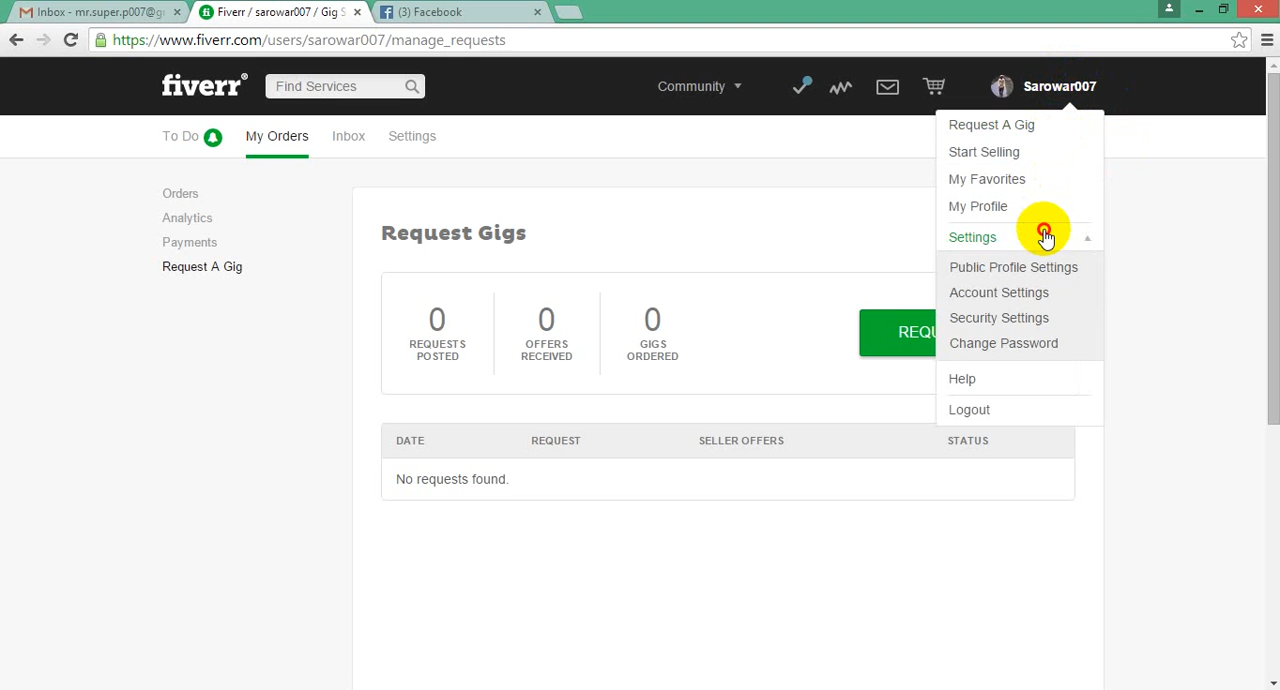 Inbox - mr.super.p007@g
Fiverr / sarowar007 / Gig S
(3) Facebook
https://www.fiverr.com/users/sarowar007/manage_requests
fiverr®
Find Services
Community
Sarowar007
To Do
My Orders
Inbox
Settings
Request A Gig
Start Selling
My Favorites
My Profile
Settings
Public Profile Settings
Account Settings
Security Settings
Change Password
Help
Logout
Orders
Analytics
Payments
Request A Gig
Request Gigs
0 0 0
REQUESTS POSTED
OFFERS RECEIVED
GIGS ORDERED
REQU
DATE REQUEST SELLER OFFERS STATUS
No requests found.